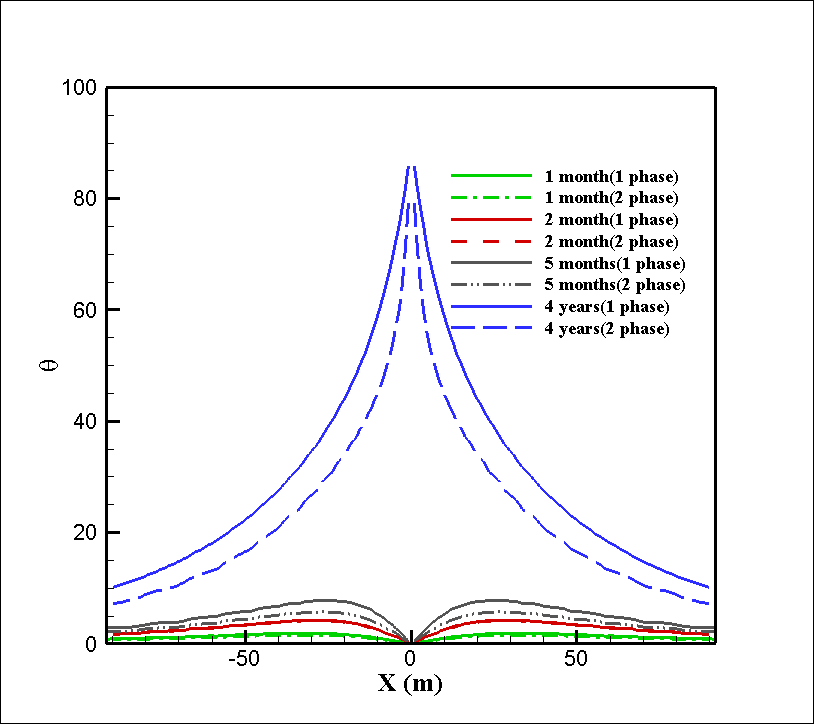 100
80
60
θ
40
20
0
1 month(1 phase)
1 month(2 phase)
2 month(1 phase)
2 month(2 phase)
5 months(1 phase)
5 months(2 phase)
4 years(1 phase)
4 years(2 phase)
-50 0 50
X (m)